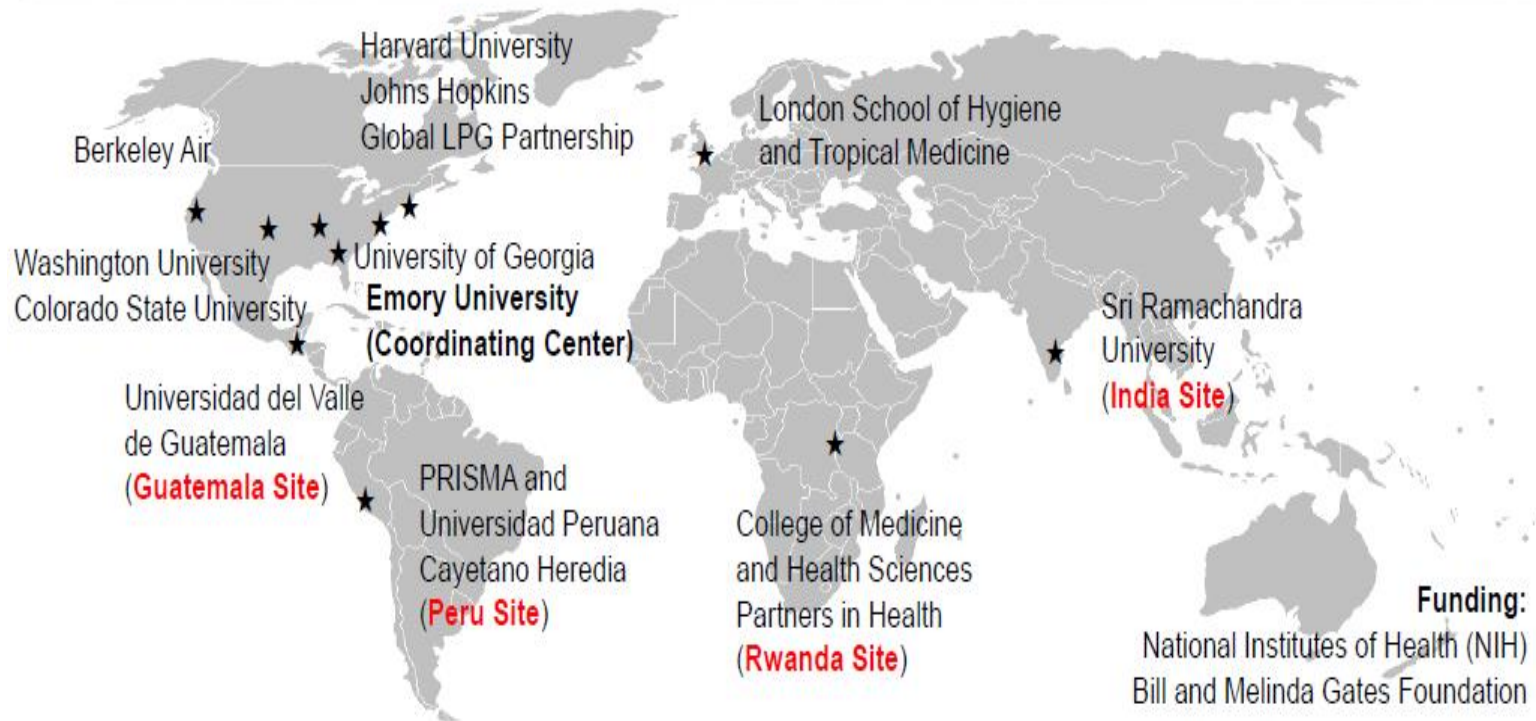 Harvard University
Johns Hopkins
Global LPG Partnership
Berkeley Air
London School of Hygiene
and Tropical Medicine
Washington University
Colorado State University
University of Georgia
Emory University
(Coordinating Center)
Sri Ramachandra
University
(India Site)
Universidad del Valle
de Guatemala
(Guatemala Site)
PRISMA and
Universidad Peruana
Cayetano Heredia
(Peru Site)
College of Medicine
and Health Sciences
Partners in Health
(Rwanda Site)
Funding:
National Institutes of Health (NIH)
Bill and Melinda Gates Foundation